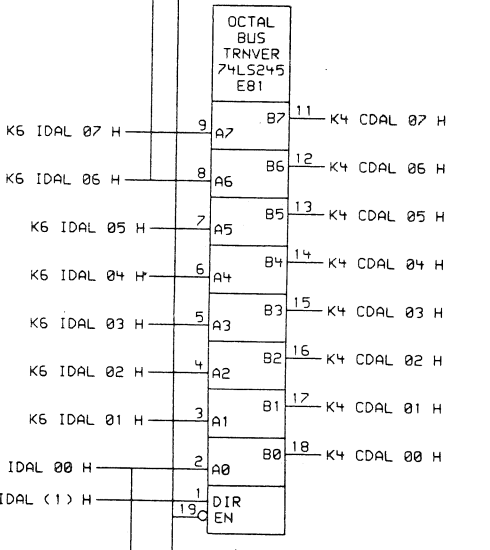 OCTAL
BUS
TRNVER
74LS245
E81
K6 IDAL 07 H 9 A7 B7 11 K4 CDAL 07 H
K6 IDAL 06 H 8 A6 B6 12 K4 CDAL 06 H
K6 IDAL 05 H 7 A5 B5 13 K4 CDAL 05 H
K6 IDAL 04 H 6 A4 B4 14 K4 CDAL 04 H
K6 IDAL 03 H 5 A3 B3 15 K4 CDAL 03 H
K6 IDAL 02 H 4 A2 B2 16 K4 CDAL 02 H
K6 IDAL 01 H 3 A1 B1 17 K4 CDAL 01 H
IDAL 00 H 2 A0 B0 18 K4 CDAL 00 H
IDAL (1) H 1 DIR
19 EN